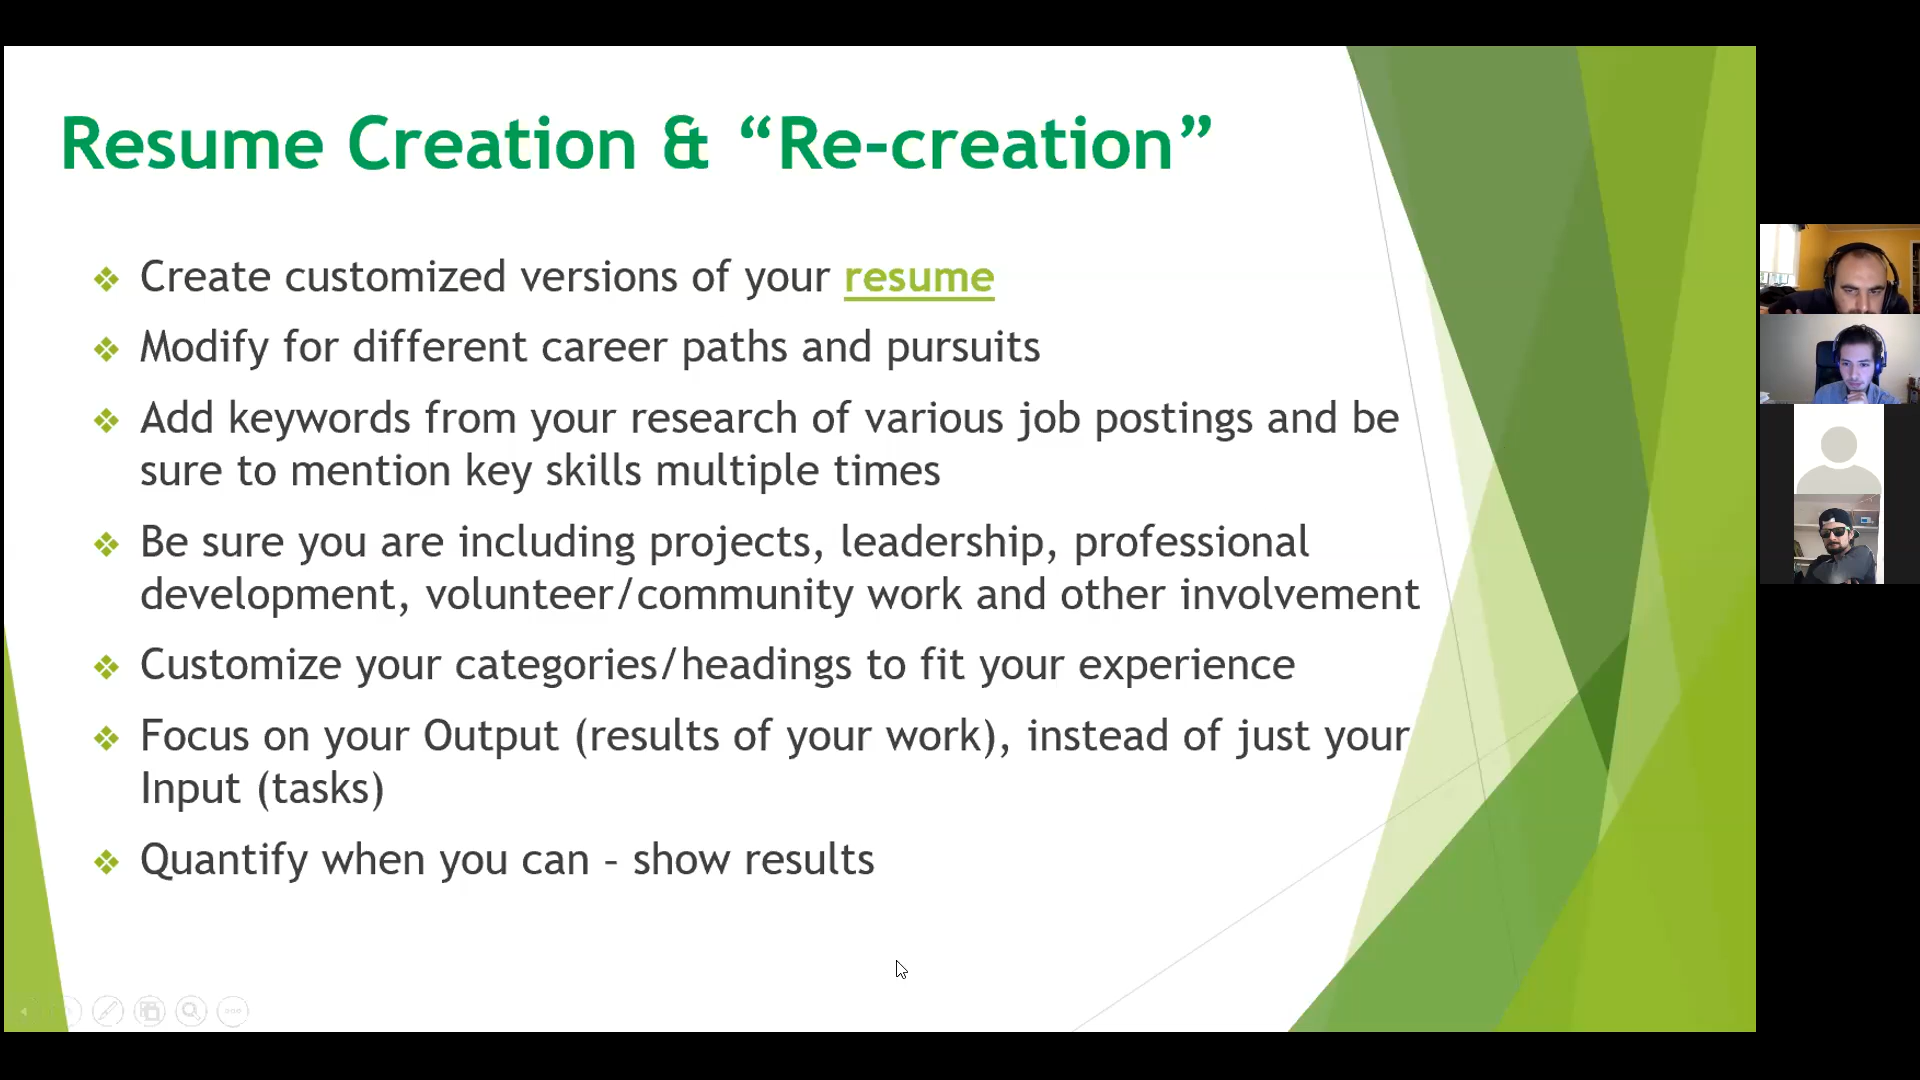 Resume Creation & “Re-creation”
Create customized versions of your resume
Modify for different career paths and pursuits
Add keywords from your research of various job postings and be
sure to mention key skills multiple times
Be sure you are including projects, leadership, professional
development, volunteer/community work and other involvement
Customize your categories/headings to fit your experience
Focus on your Output (results of your work), instead of just your
Input (tasks)
Quantify when you can – show results